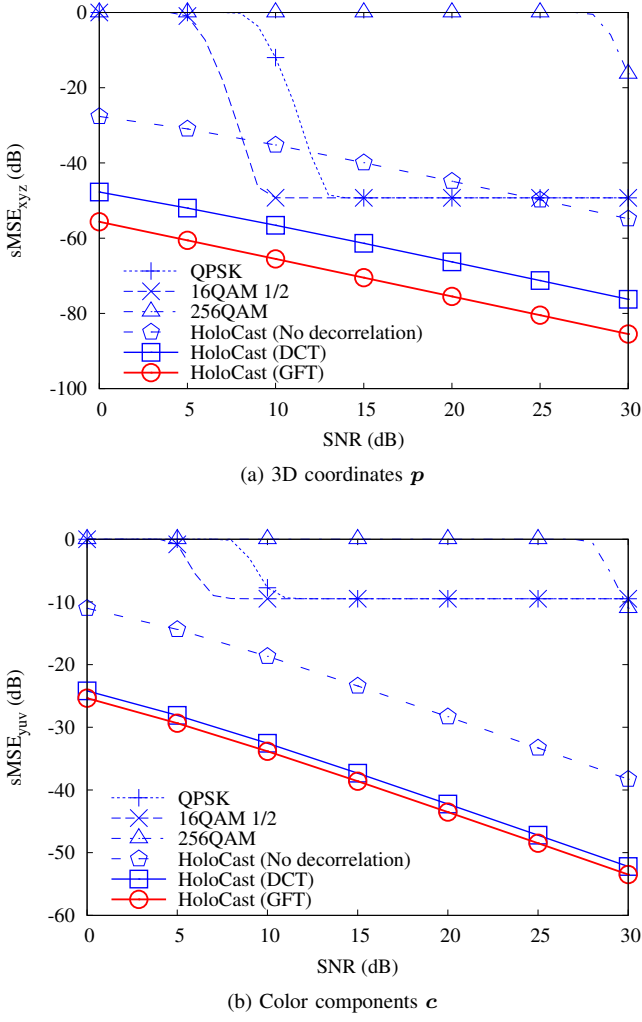 0
-20
-40
-60
-80
-100
sMSExyz (dB)
QPSK
16QAM 1/2
256QAM
HoloCast (No decorrelation)
HoloCast (DCT)
HoloCast (GFT)
0 5 10 15 20 25 30
SNR (dB)
(a) 3D coordinates p
0
-10
-20
-30
-40
-50
-60
sMSEyuv (dB)
QPSK
16QAM 1/2
256QAM
HoloCast (No decorrelation)
HoloCast (DCT)
HoloCast (GFT)
0 5 10 15 20 25 30
SNR (dB)
(b) Color components c